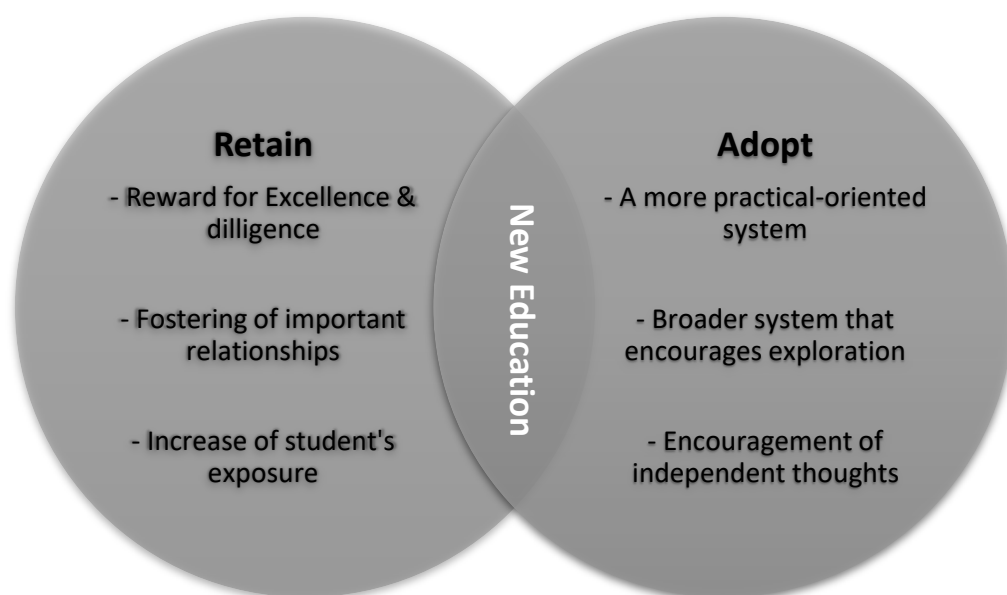 Retain
- Reward for Excellence &
dilligence
- Fostering of important
relationships
- Increase of student's
exposure
New Education
Adopt
- A more practical-oriented
system
- Broader system that
encourages exploration
- Encouragement of
independent thoughts